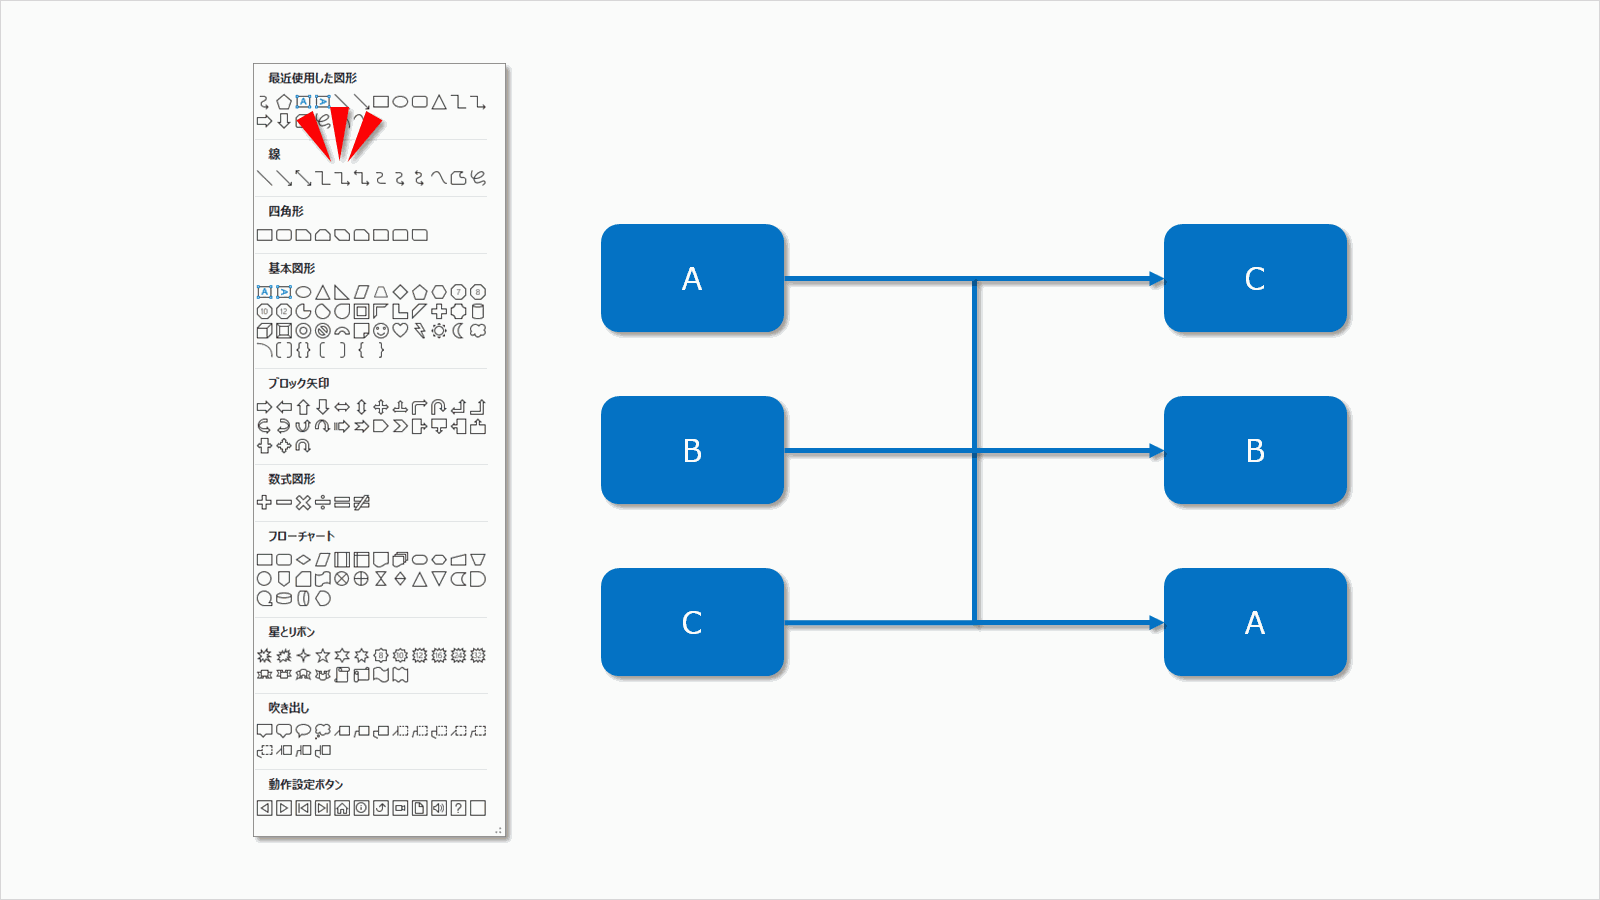 最近使用した図形
線
四角形
基本図形
ブロック矢印
数式図形
フローチャート
星とリボン
吹き出し
動作設定ボタン
A
C
B
B
C
A